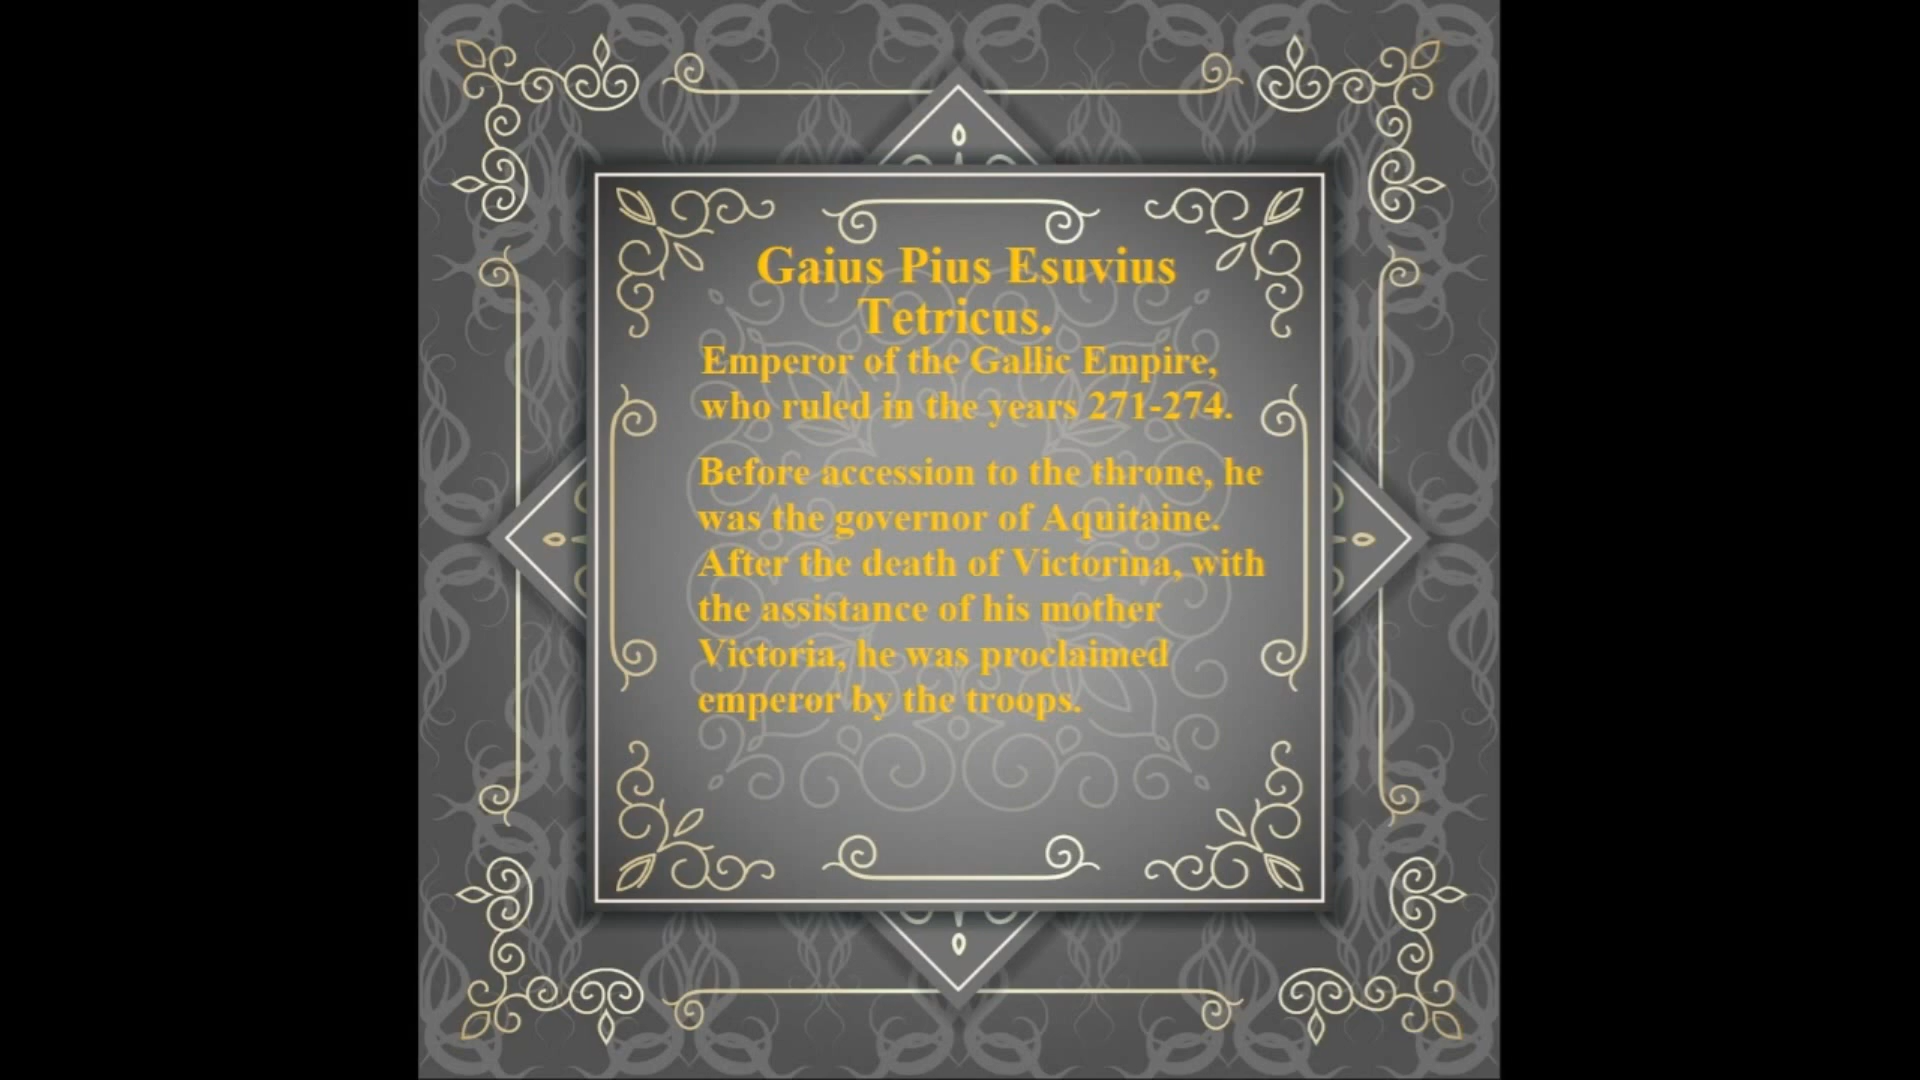 Gaius Pius Esuvius
Tetricus.
Emperor of the Gallic Empire,
who ruled in the years 271-274.
Before accession to the throne, he
was the governor of Aquitaine.
After the death of Victorina, with
the assistance of his mother
Victoria, he was proclaimed
emperor by the troops.